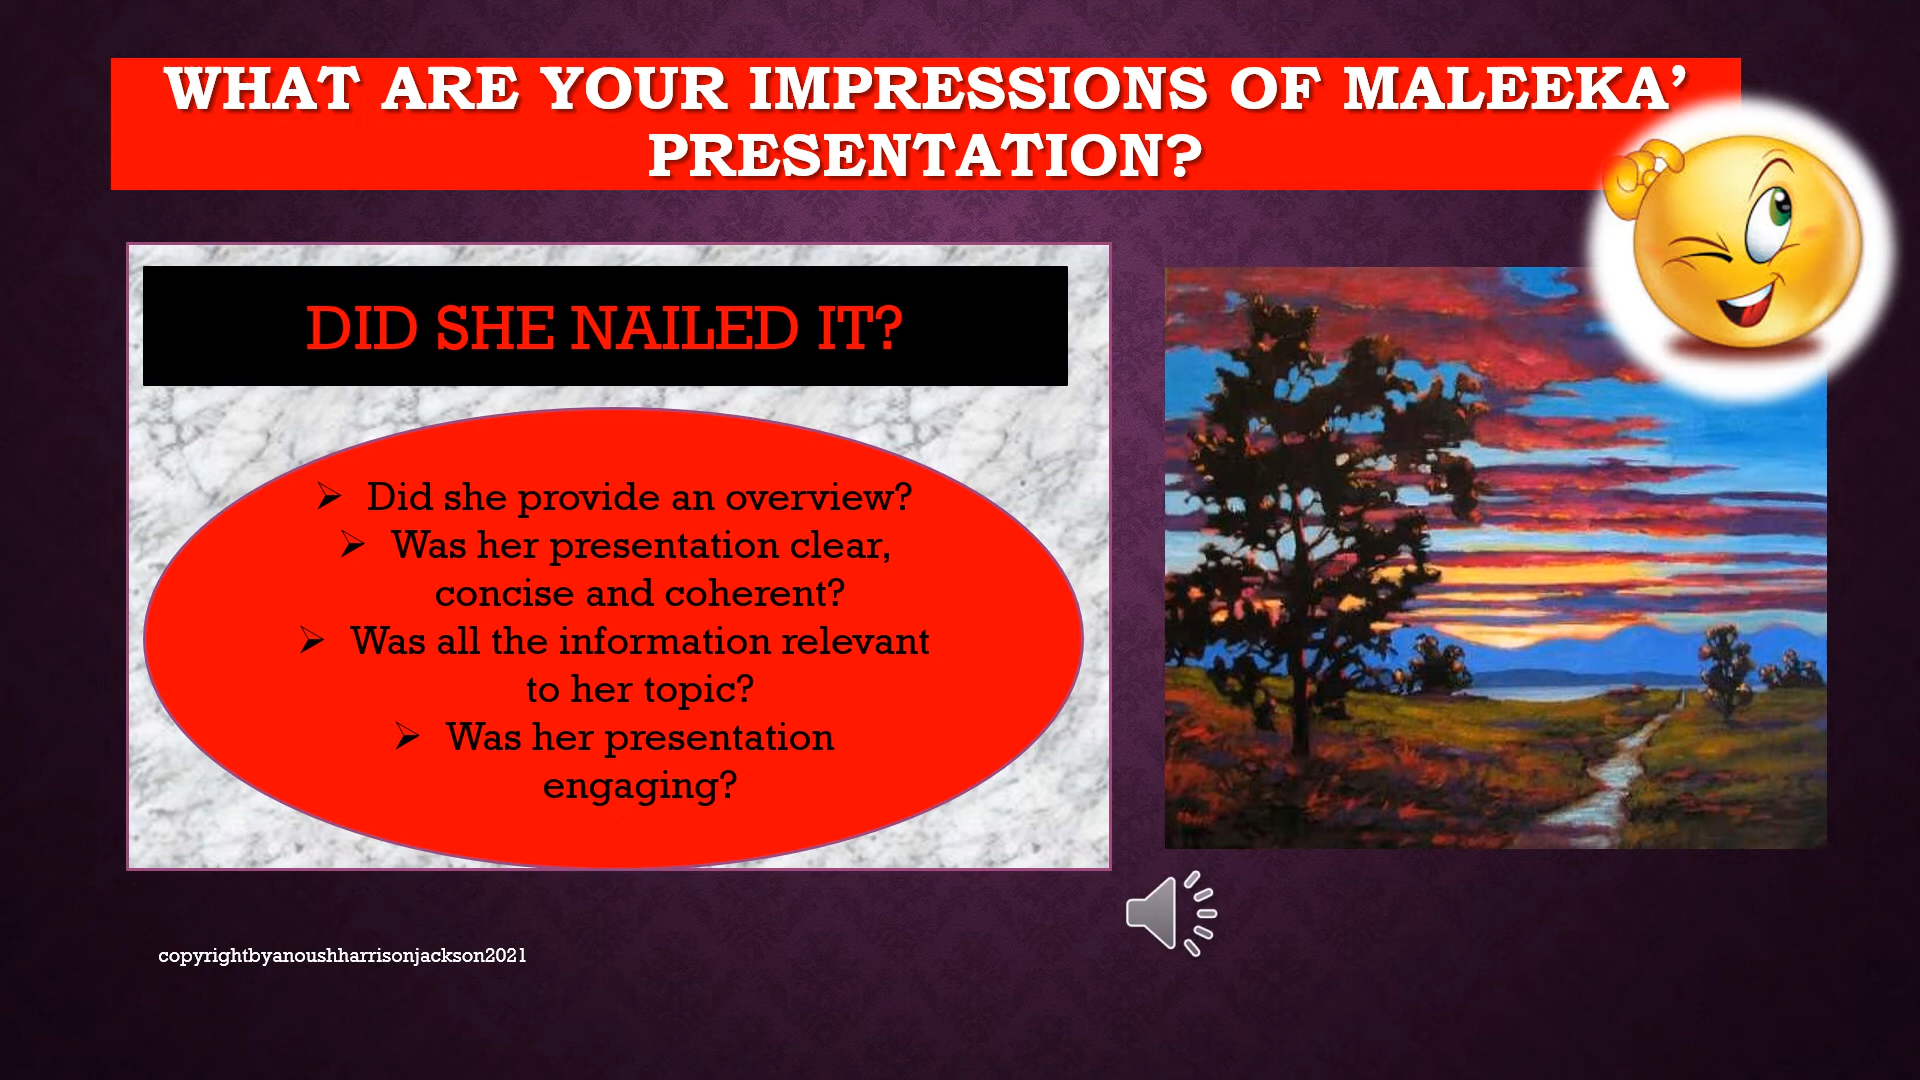 WHAT ARE YOUR IMPRESSIONS OF MALEEKA’
PRESENTATION?
DID SHE NAILED IT?
➢ Did she provide an overview?
➢ Was her presentation clear,
concise and coherent?
➢ Was all the information relevant
to her topic?
➢ Was her presentation
engaging?
copyrightbyanoushharrisonjackson2021